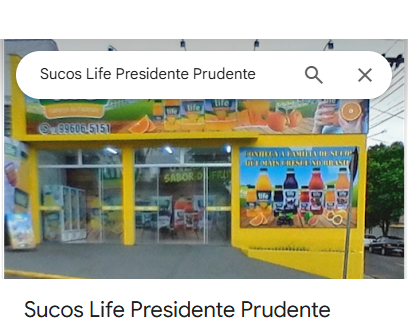 Sucos Life Presidente Prudente
life
99606.5151
SABOR DE FRUTA
CONHEÇA A FAMÍLIA DE SUCOS
QUE MAIS CRESCE NO BRASIL
Sucos Life Presidente Prudente